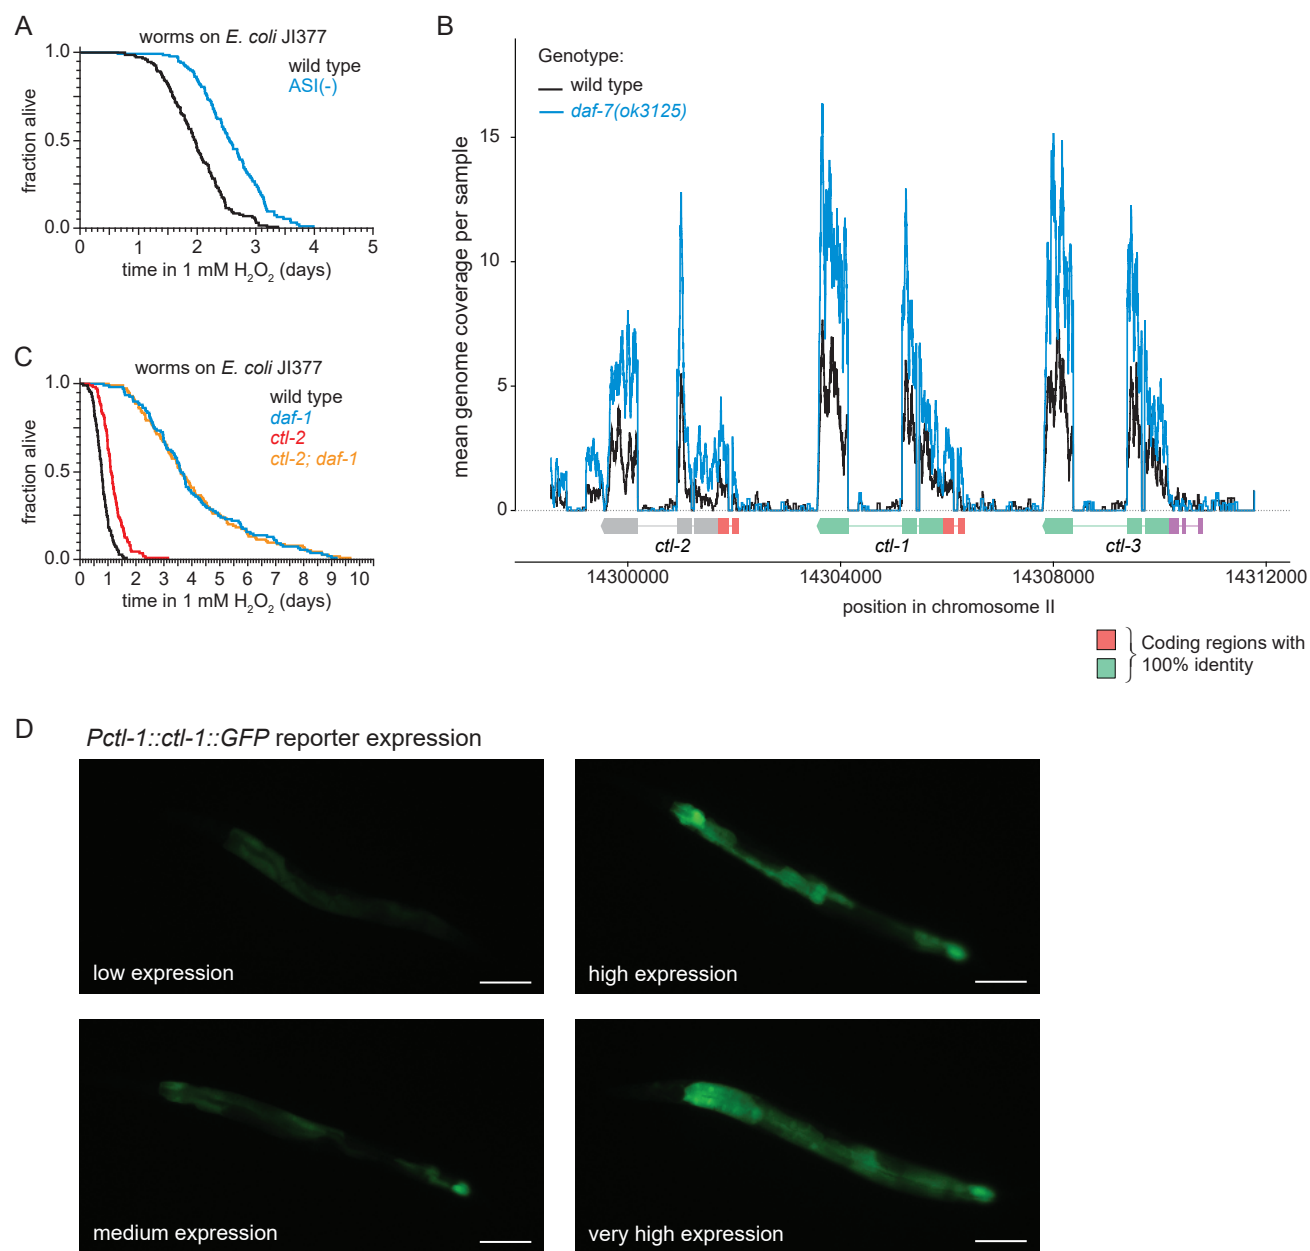 A
worms on E. coli JI377
wild type
ASI(-)
fraction alive
1.0
0.5
0.0
0 1 2 3 4 5
time in 1 mM H₂O₂ (days)
B
Genotype:
wild type
daf-7(ok3125)
mean genome coverage per sample
15
10
5
0
ctl-2 ctl-1 ctl-3
14300000 14304000 14308000 14312000
position in chromosome II
Coding regions with
100% identity
C
worms on E. coli JI377
wild type
daf-1
ctl-2
ctl-2; daf-1
fraction alive
1.0
0.5
0.0
0 1 2 3 4 5 6 7 8 9 10
time in 1 mM H₂O₂ (days)
D
Pctl-1::ctl-1::GFP reporter expression
low expression
high expression
medium expression
very high expression